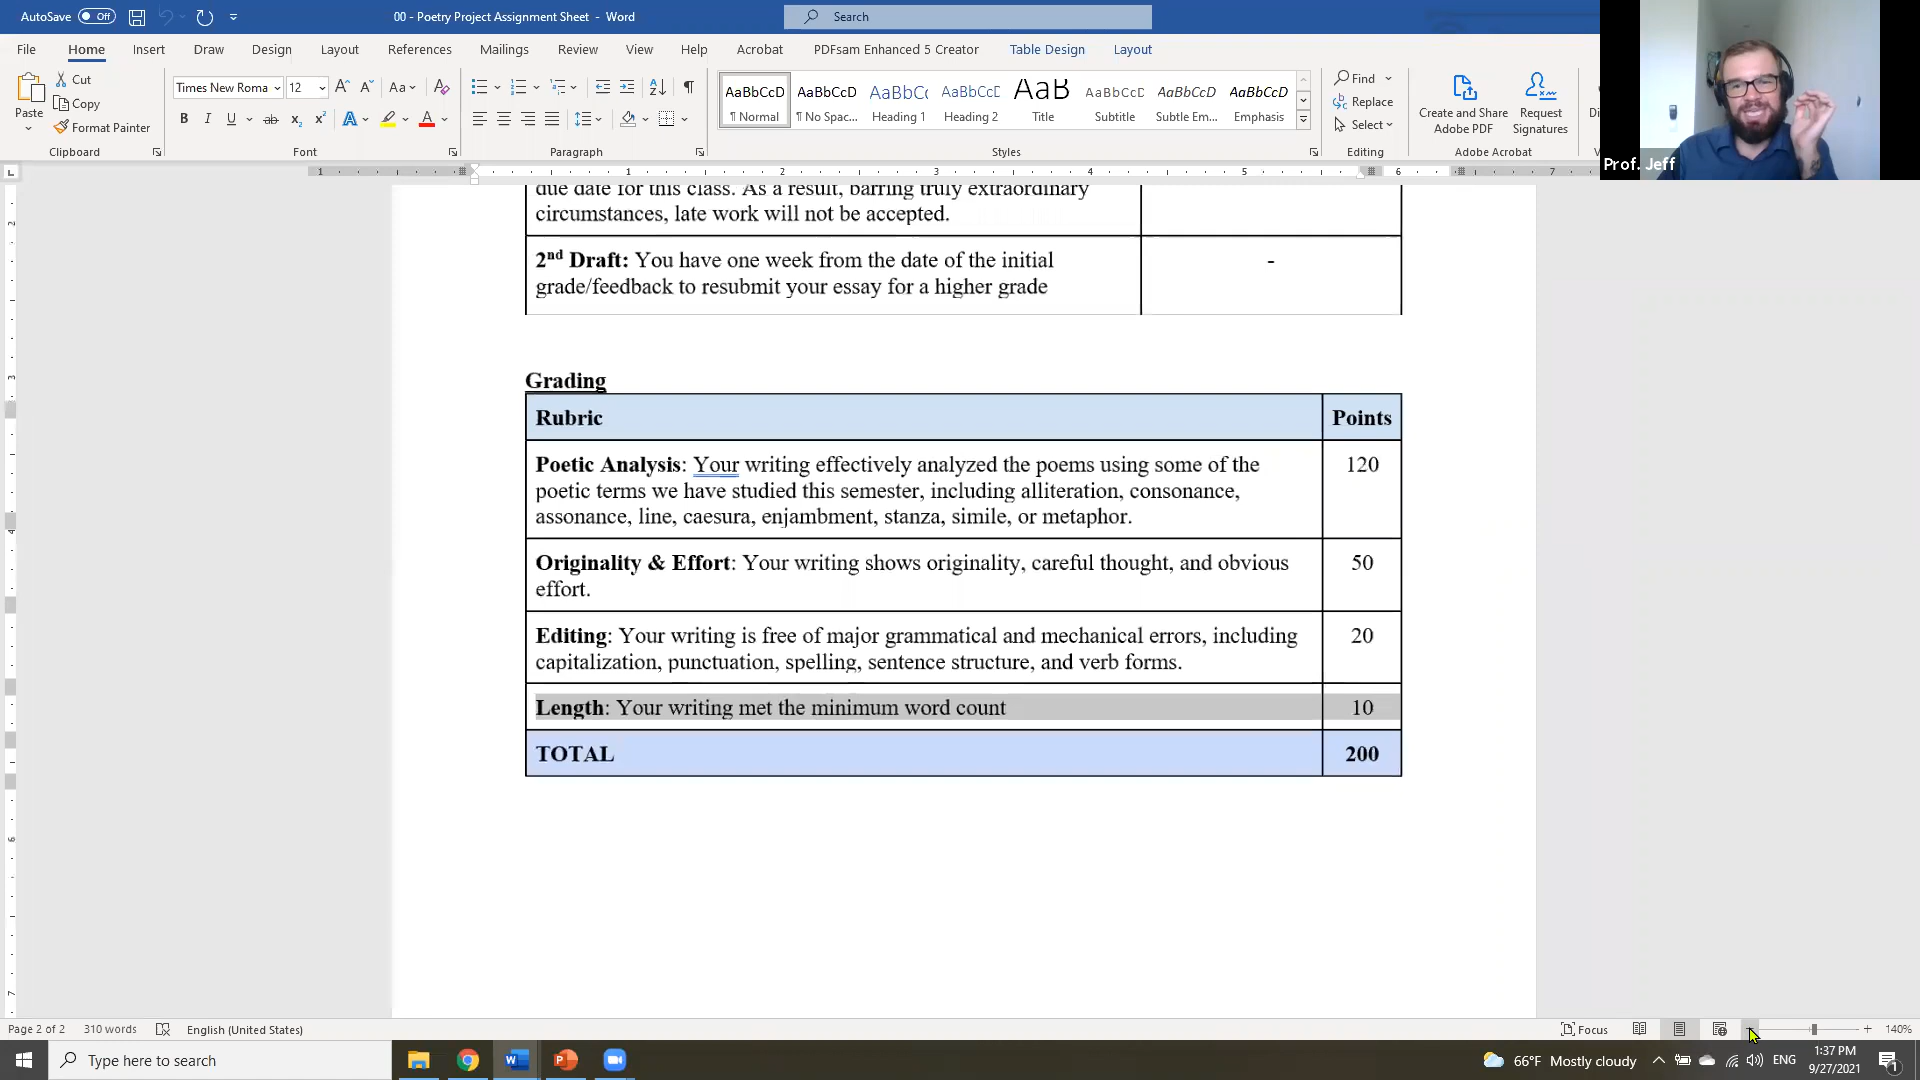 AutoSave Off 00 - Poetry Project Assignment Sheet - Word Search
File Home Insert Draw Design Layout References Mailings Review View Help Acrobat PDFsam Enhanced 5 Creator Table Design Layout
Paste Cut Copy Format Painter
Times New Roma 12
AaBbCcD AaBbCcD AaBbC AaBbCcD AaB AaBbCcD AaBbCcD AaBbCcD
¶ Normal ¶ No Spac... Heading 1 Heading 2 Title Subtitle Subtle Em... Emphasis
Find
Replace
Select
Create and Share Adobe PDF
Request Signatures
Clipboard Font Paragraph Styles Editing Adobe Acrobat
Prof. Jeff
due date for this class. As a result, barring truly extraordinary
circumstances, late work will not be accepted.
2nd Draft: You have one week from the date of the initial -
grade/feedback to resubmit your essay for a higher grade
Grading
Rubric Points
Poetic Analysis: Your writing effectively analyzed the poems using some of the 120
poetic terms we have studied this semester, including alliteration, consonance,
assonance, line, caesura, enjambment, stanza, simile, or metaphor.
Originality & Effort: Your writing shows originality, careful thought, and obvious 50
effort.
Editing: Your writing is free of major grammatical and mechanical errors, including 20
capitalization, punctuation, spelling, sentence structure, and verb forms.
Length: Your writing met the minimum word count 10
TOTAL 200
Page 2 of 2 310 words English (United States) Focus 140%
Type here to search 66°F Mostly cloudy ENG 1:37 PM
9/27/2021